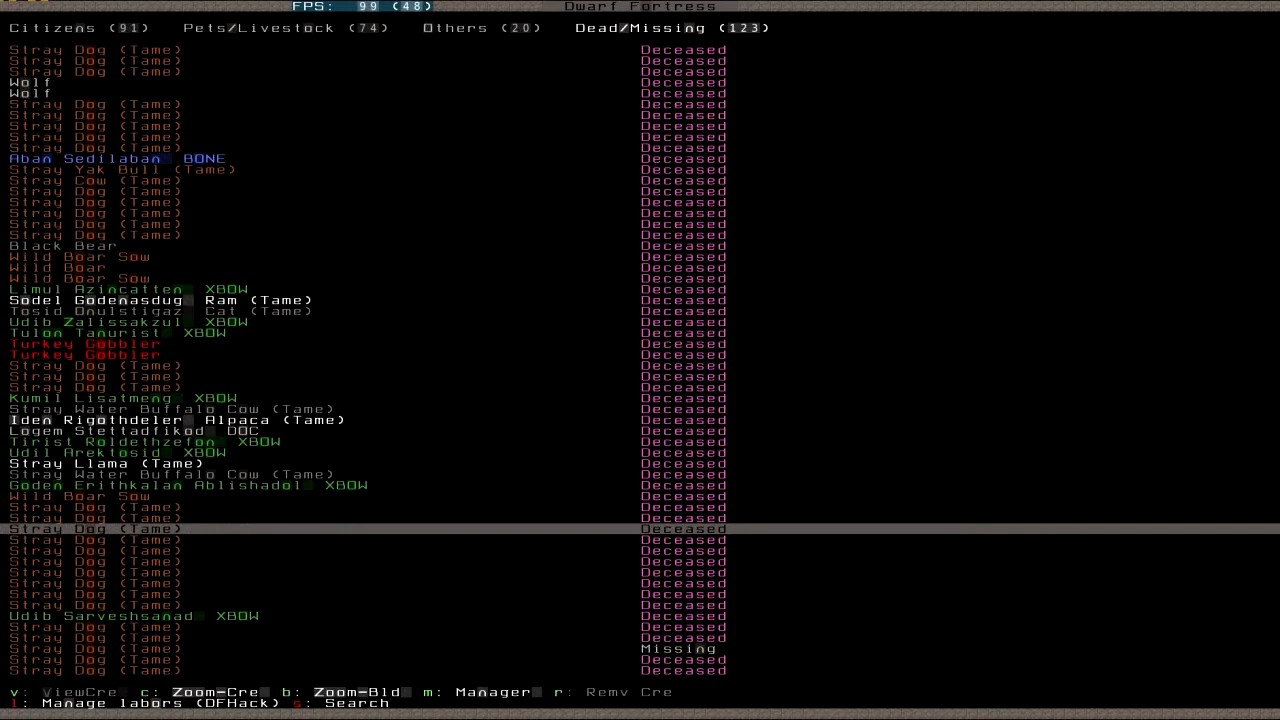 FPS: 99 (48) Dwarf Fortress
Citizens (91) Pets/Livestock (74) Others (20) Dead/Missing (123)
Stray Dog (Tame) Deceased
Stray Dog (Tame) Deceased
Stray Dog (Tame) Deceased
Wolf Deceased
Wolf Deceased
Stray Dog (Tame) Deceased
Stray Dog (Tame) Deceased
Stray Dog (Tame) Deceased
Stray Dog (Tame) Deceased
Stray Dog (Tame) Deceased
Aban Sedilaban BONE Deceased
Stray Yak Bull (Tame) Deceased
Stray Cow (Tame) Deceased
Stray Dog (Tame) Deceased
Stray Dog (Tame) Deceased
Stray Dog (Tame) Deceased
Stray Dog (Tame) Deceased
Stray Dog (Tame) Deceased
Black Bear Deceased
Wild Boar Sow Deceased
Wild Boar Deceased
Wild Boar Sow Deceased
Limul Azincatten XBOW Deceased
Sodel Godenasdug Ram (Tame) Deceased
Tosid Onulstigaz Cat (Tame) Deceased
Udib Zalissakzul XBOW Deceased
Tulon Tanurist XBOW Deceased
Turkey Gobbler Deceased
Turkey Gobbler Deceased
Stray Dog (Tame) Deceased
Stray Dog (Tame) Deceased
Stray Dog (Tame) Deceased
Kumil Lisatmeng XBOW Deceased
Stray Water Buffalo Cow (Tame) Deceased
Iden Rigothdeler Alpaca (Tame) Deceased
Logem Stettadfikod DOC Deceased
Tirist Roldethzefon XBOW Deceased
Udil Arektosid XBOW Deceased
Stray Llama (Tame) Deceased
Stray Water Buffalo Cow (Tame) Deceased
Goden Erithkalan Ablishadol XBOW Deceased
Wild Boar Sow Deceased
Stray Dog (Tame) Deceased
Stray Dog (Tame) Deceased
Stray Dog (Tame) Deceased
Stray Dog (Tame) Deceased
Stray Dog (Tame) Deceased
Stray Dog (Tame) Deceased
Stray Dog (Tame) Deceased
Stray Dog (Tame) Deceased
Stray Dog (Tame) Deceased
Stray Dog (Tame) Deceased
Udib Sarveshsanad XBOW Deceased
Stray Dog (Tame) Deceased
Stray Dog (Tame) Deceased
Stray Dog (Tame) Missing
Stray Dog (Tame) Deceased
Stray Dog (Tame) Deceased
v: ViewCre c: Zoom-Cre b: Zoom-Bld m: Manager r: Remv Cre
l: Manage labors (DFHack) s: Search